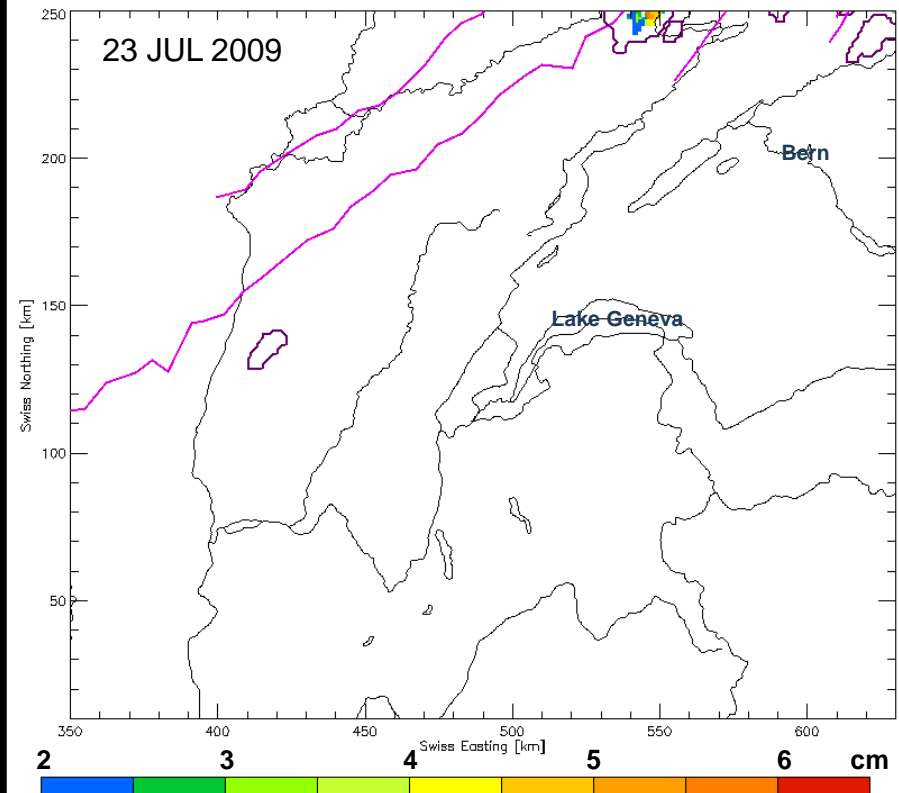 250
23 JUL 2009
200
Bern
150
Lake Geneva
Swiss Northing [km]
100
50
350 400 450 500 550 600
Swiss Easting [km]
2 3 4 5 6 cm